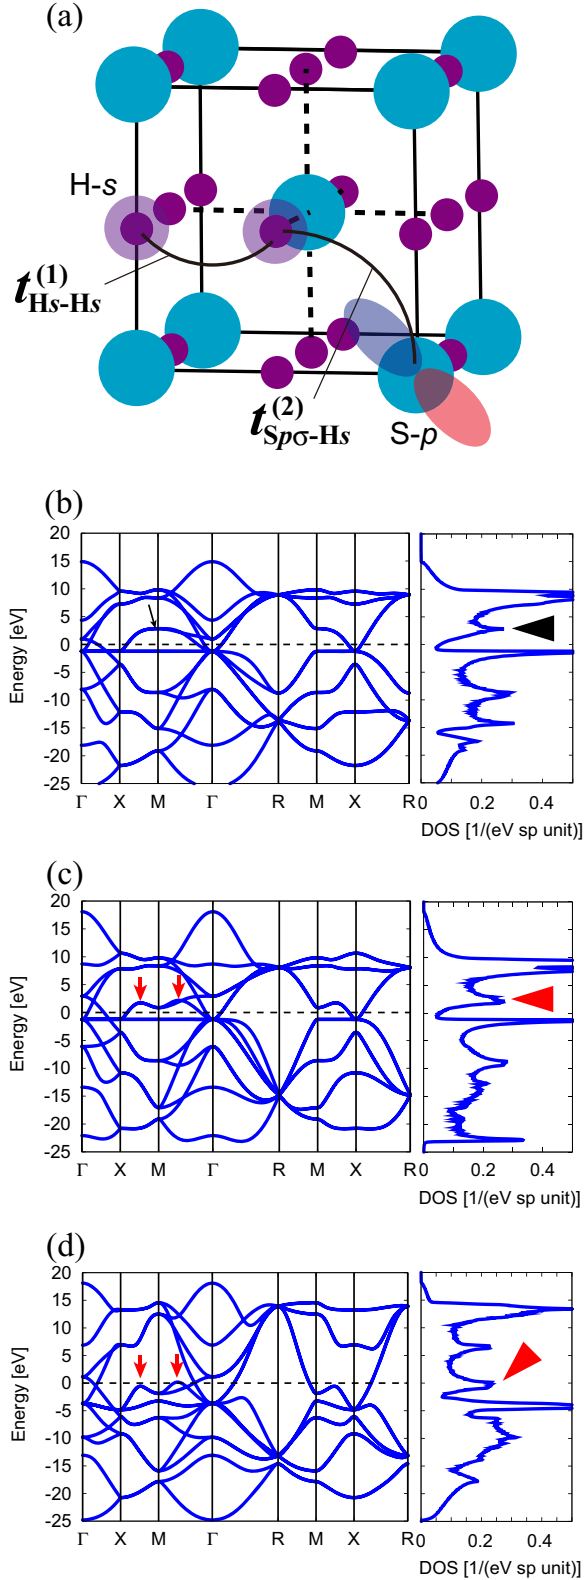 (a)
H-s
t(1)Hs-Hs
t(2)Spσ-Hs
S-p
(b)
20
15
10
5
0
-5
-10
-15
-20
-25
Energy [eV]
Γ X M Γ R M X R
0 0.2 0.4
DOS [1/(eV sp unit)]
(c)
20
15
10
5
0
-5
-10
-15
-20
-25
Energy [eV]
Γ X M Γ R M X R
0 0.2 0.4
DOS [1/(eV sp unit)]
(d)
20
15
10
5
0
-5
-10
-15
-20
-25
Energy [eV]
Γ X M Γ R M X R
0 0.2 0.4
DOS [1/(eV sp unit)]